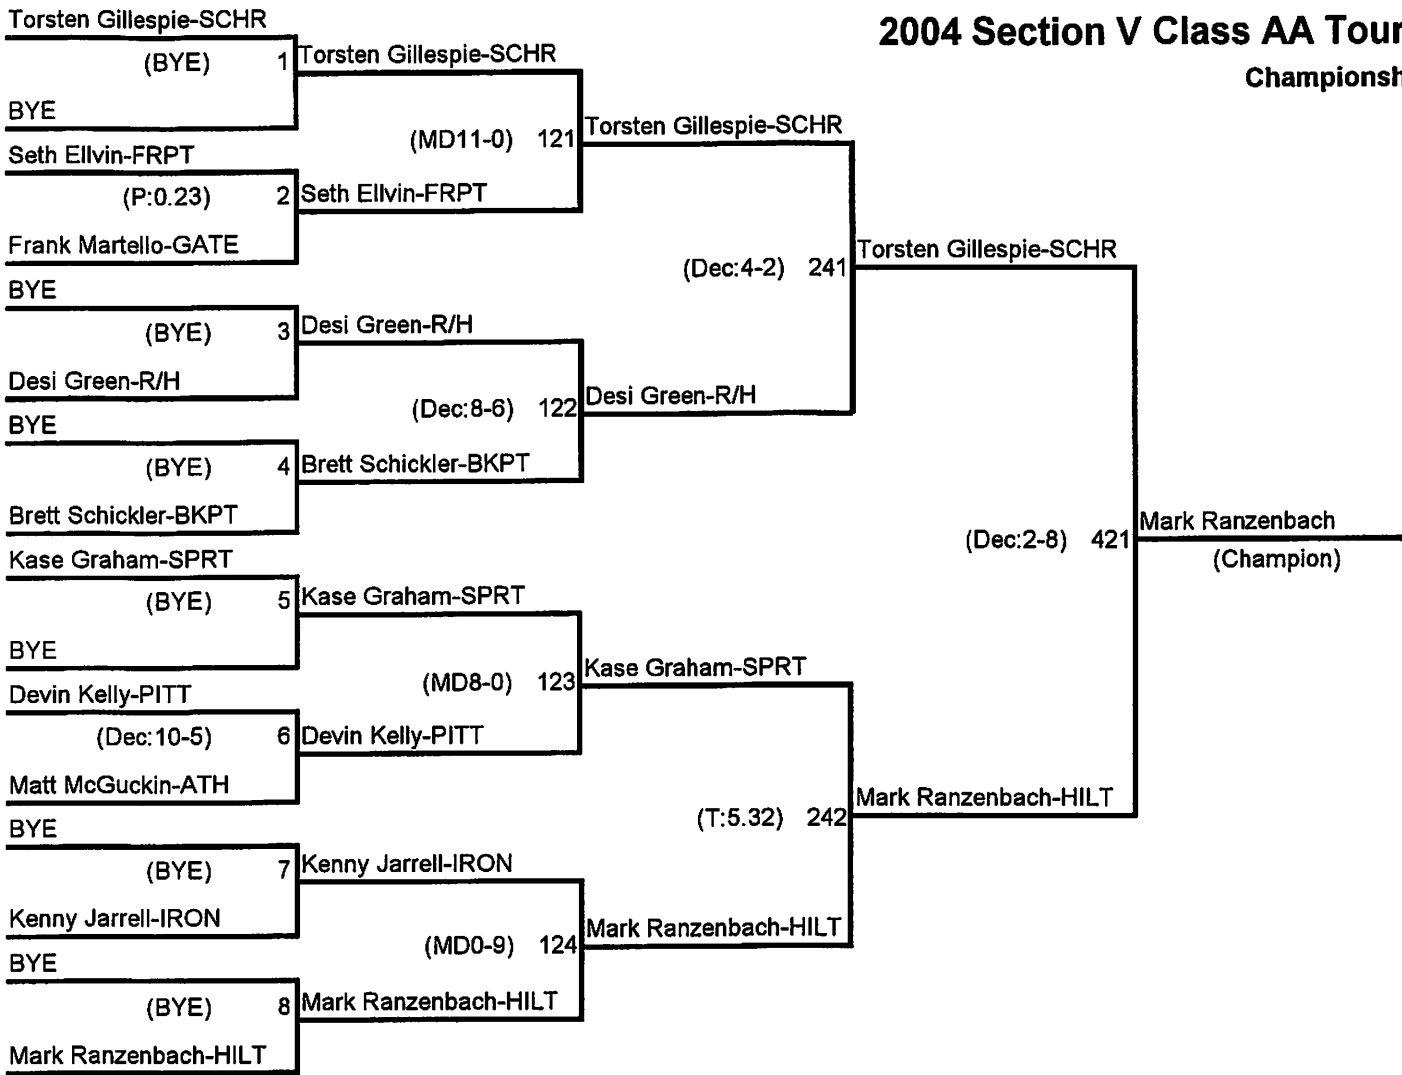 2004 Section V Class AA Tour
Championsh
Torsten Gillespie-SCHR
(BYE) 1
BYE
Torsten Gillespie-SCHR
Seth Ellvin-FRPT
(P:0.23) 2
Frank Martello-GATE
Seth Ellvin-FRPT
(MD11-0) 121
Torsten Gillespie-SCHR
BYE
(BYE) 3
Desi Green-R/H
Desi Green-R/H
BYE
(BYE) 4
Brett Schickler-BKPT
Brett Schickler-BKPT
(Dec:8-6) 122
Desi Green-R/H
(Dec:4-2) 241
Torsten Gillespie-SCHR
Kase Graham-SPRT
(BYE) 5
BYE
Kase Graham-SPRT
Devin Kelly-PITT
(Dec:10-5) 6
Matt McGuckin-ATH
Devin Kelly-PITT
(MD8-0) 123
Kase Graham-SPRT
BYE
(BYE) 7
Kenny Jarrell-IRON
Kenny Jarrell-IRON
BYE
(BYE) 8
Mark Ranzenbach-HILT
Mark Ranzenbach-HILT
(MD0-9) 124
Mark Ranzenbach-HILT
(T:5.32) 242
Mark Ranzenbach-HILT
(Dec:2-8) 421
Mark Ranzenbach
(Champion)